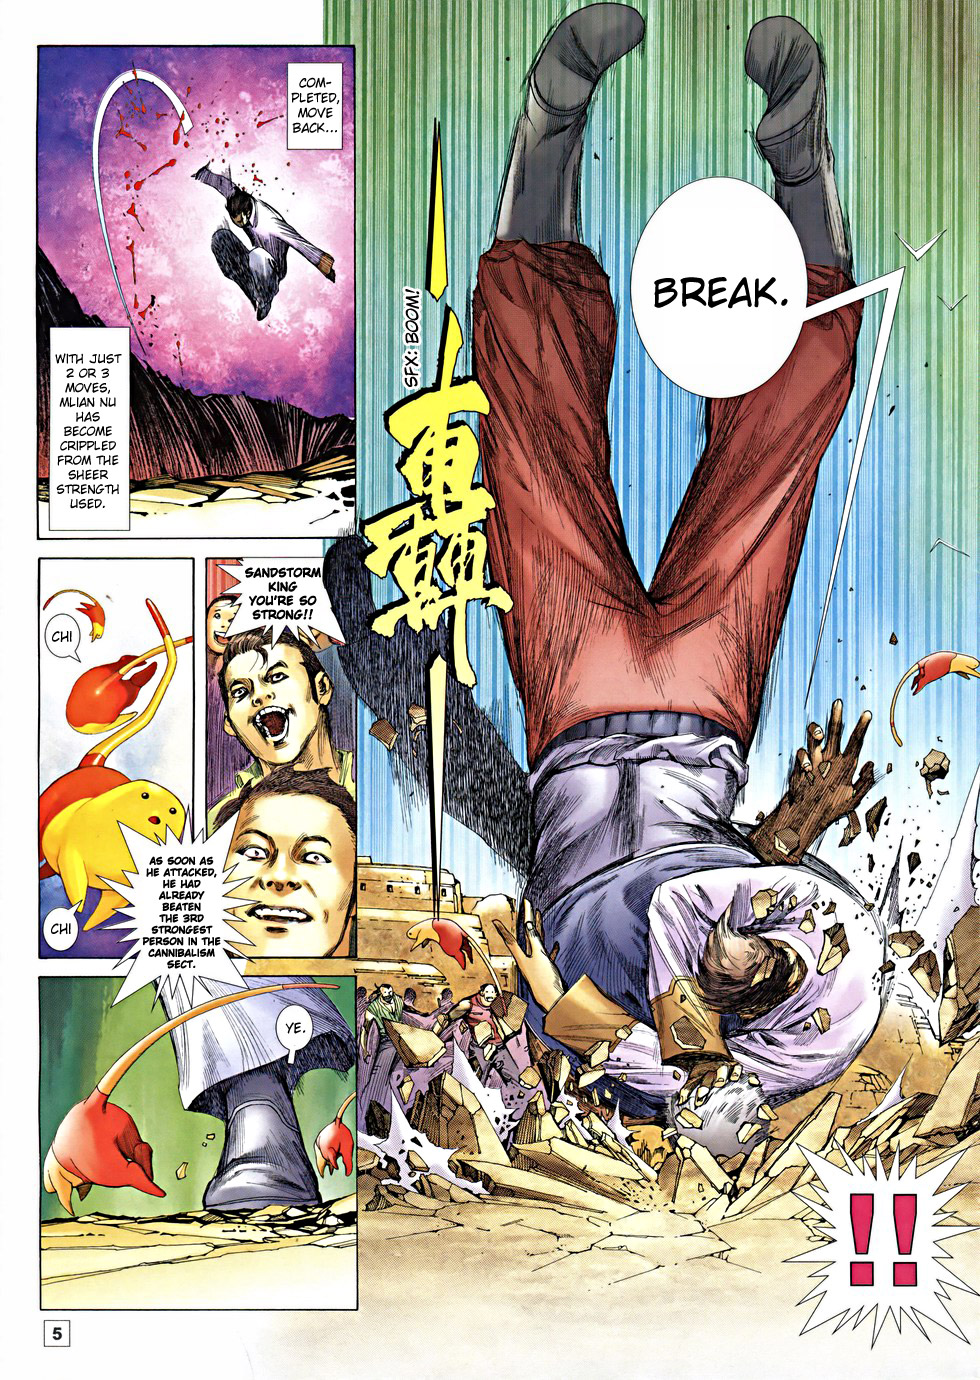 BREAK.
SFX: BOOM!
轟
!!
COM-
PLETED,
MOVE
BACK...
WITH JUST
2 OR 3
MOVES,
MLIAN NU
HAS
BECOME
CRIPPLED
FROM THE
SHEER
STRENGTH
USED.
CHI
CHI
SANDSTORM
KING
YOU'RE SO
STRONG!!
AS SOON AS
HE ATTACKED,
HE HAD
ALREADY
BEATEN
THE 3RD
STRONGEST
PERSON IN THE
CANNIBALISM
SECT.
YE.
5